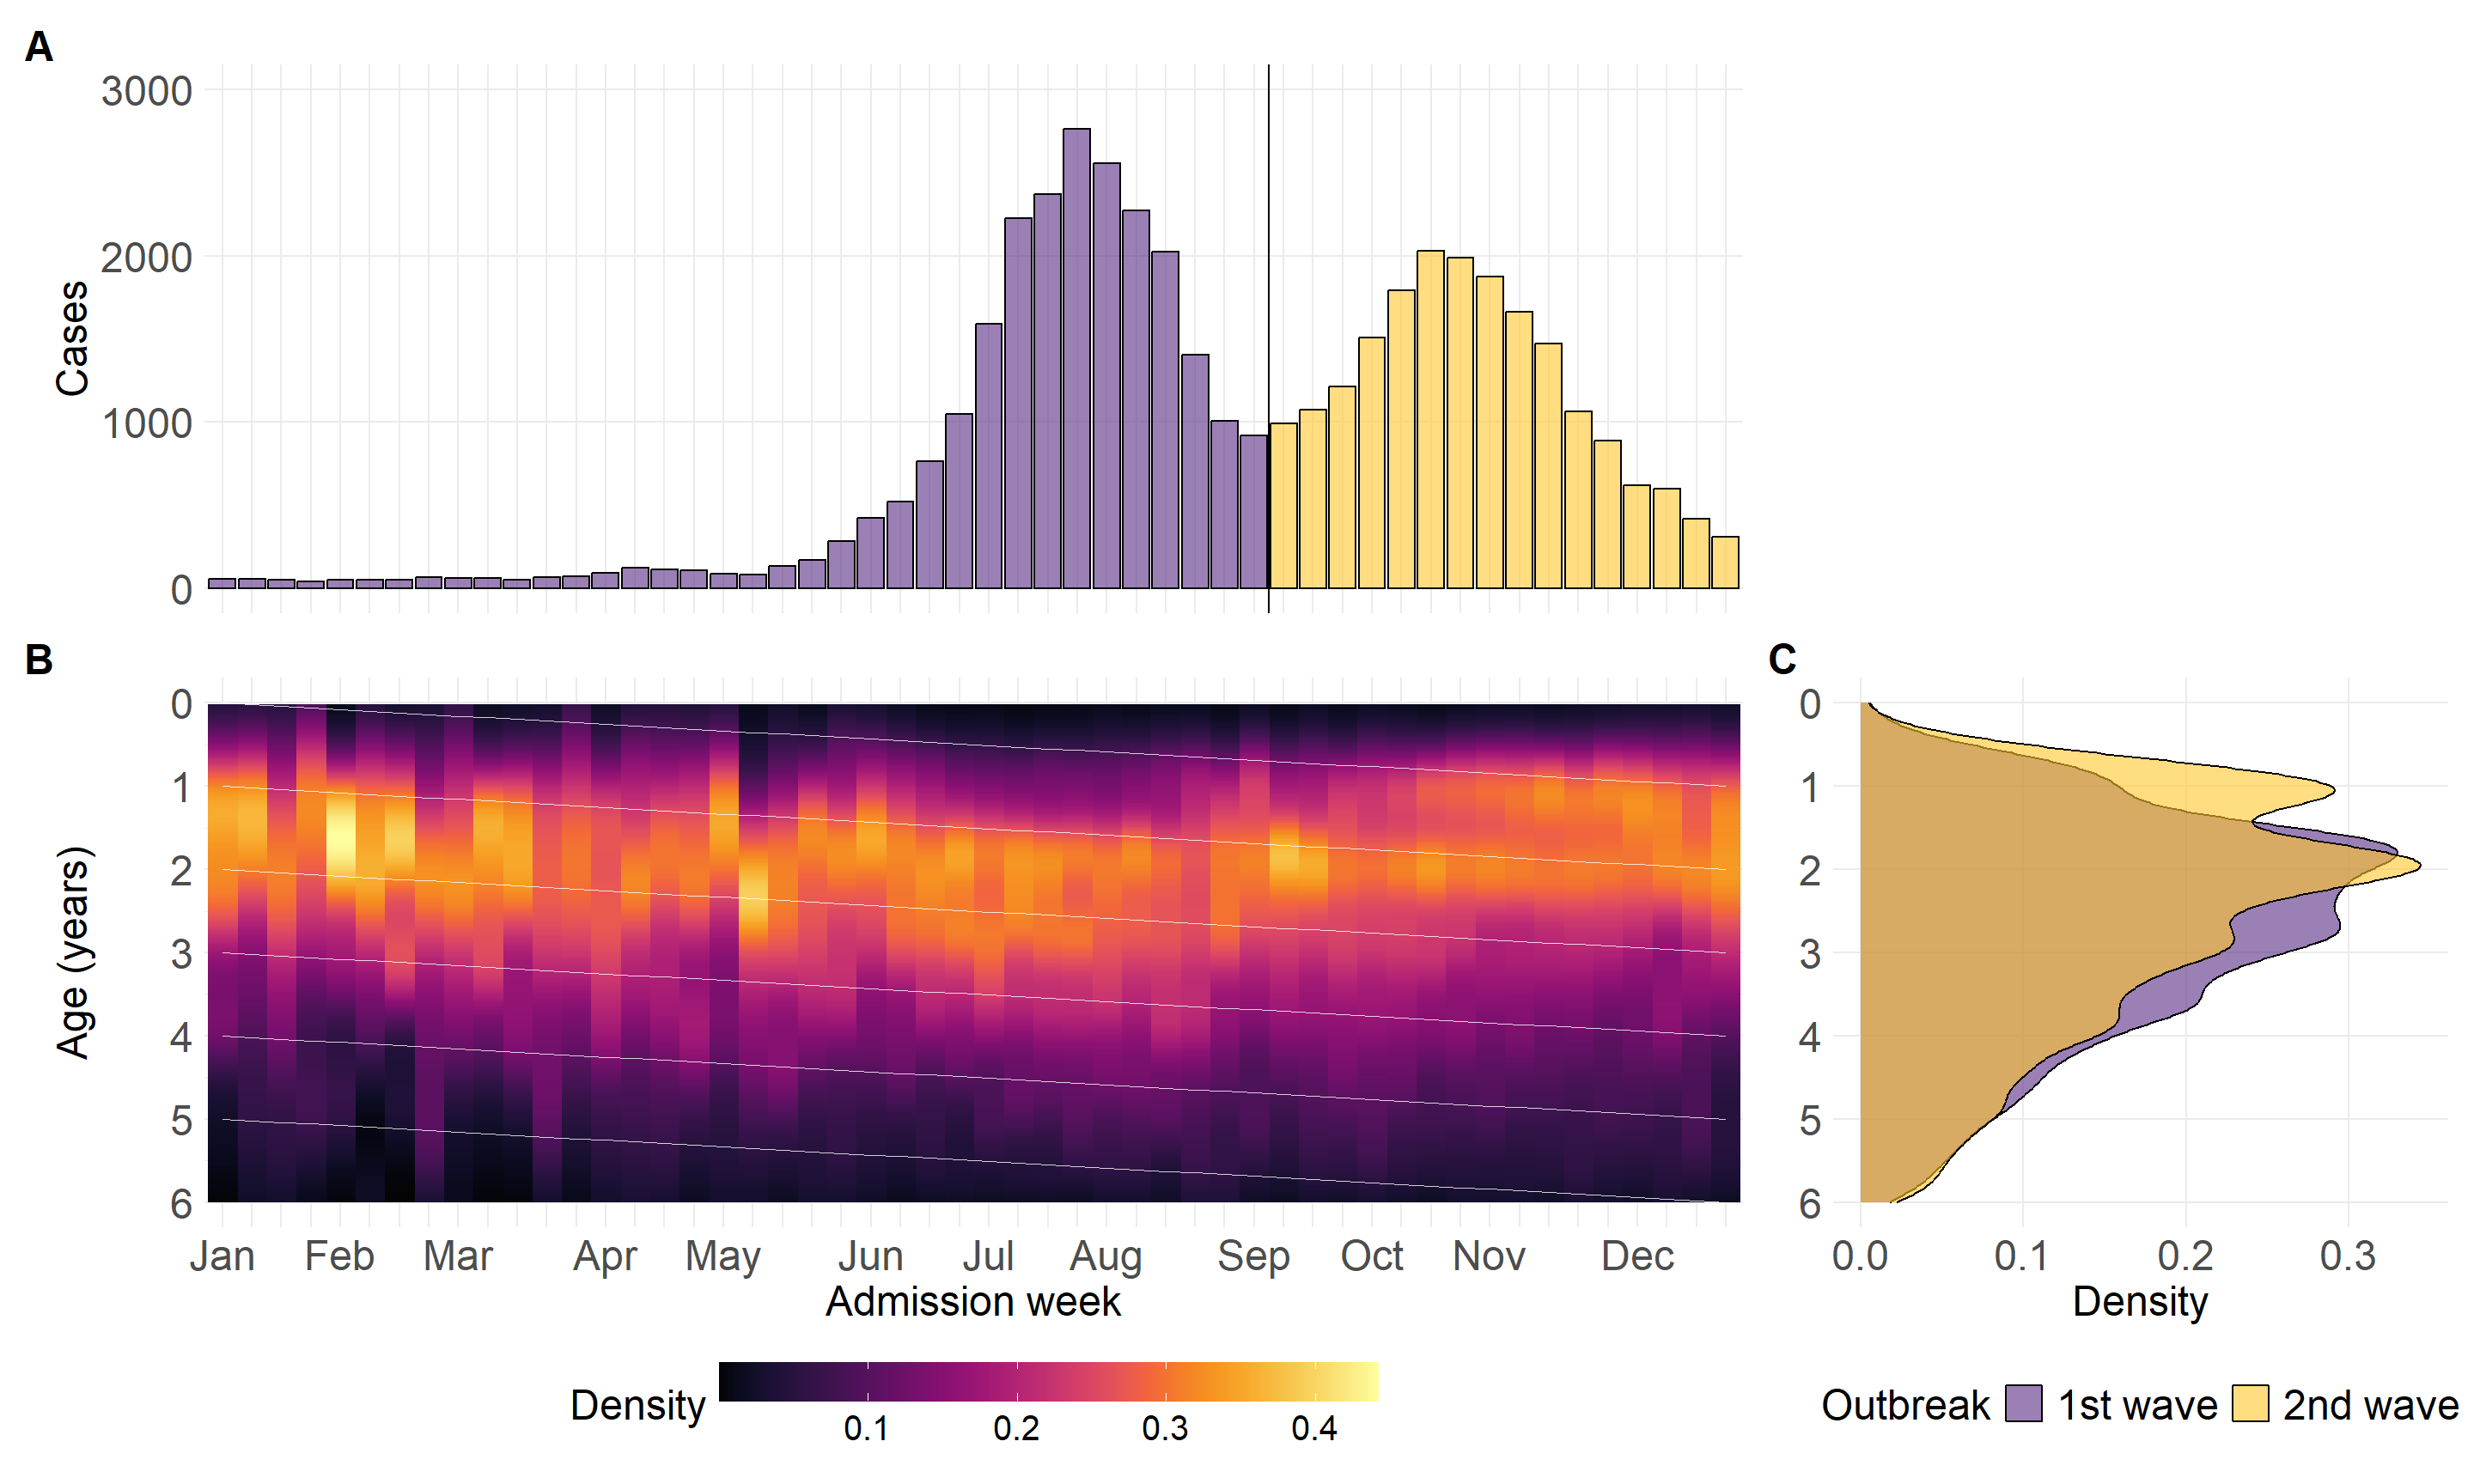 A
3000
2000
1000
0
Cases
B
0
1
2
3
4
5
6
Age (years)
Jan Feb Mar Apr May Jun Jul Aug Sep Oct Nov Dec
Admission week
Density
0.1 0.2 0.3 0.4
C
0
1
2
3
4
5
6
0.0 0.1 0.2 0.3
Density
Outbreak 1st wave 2nd wave